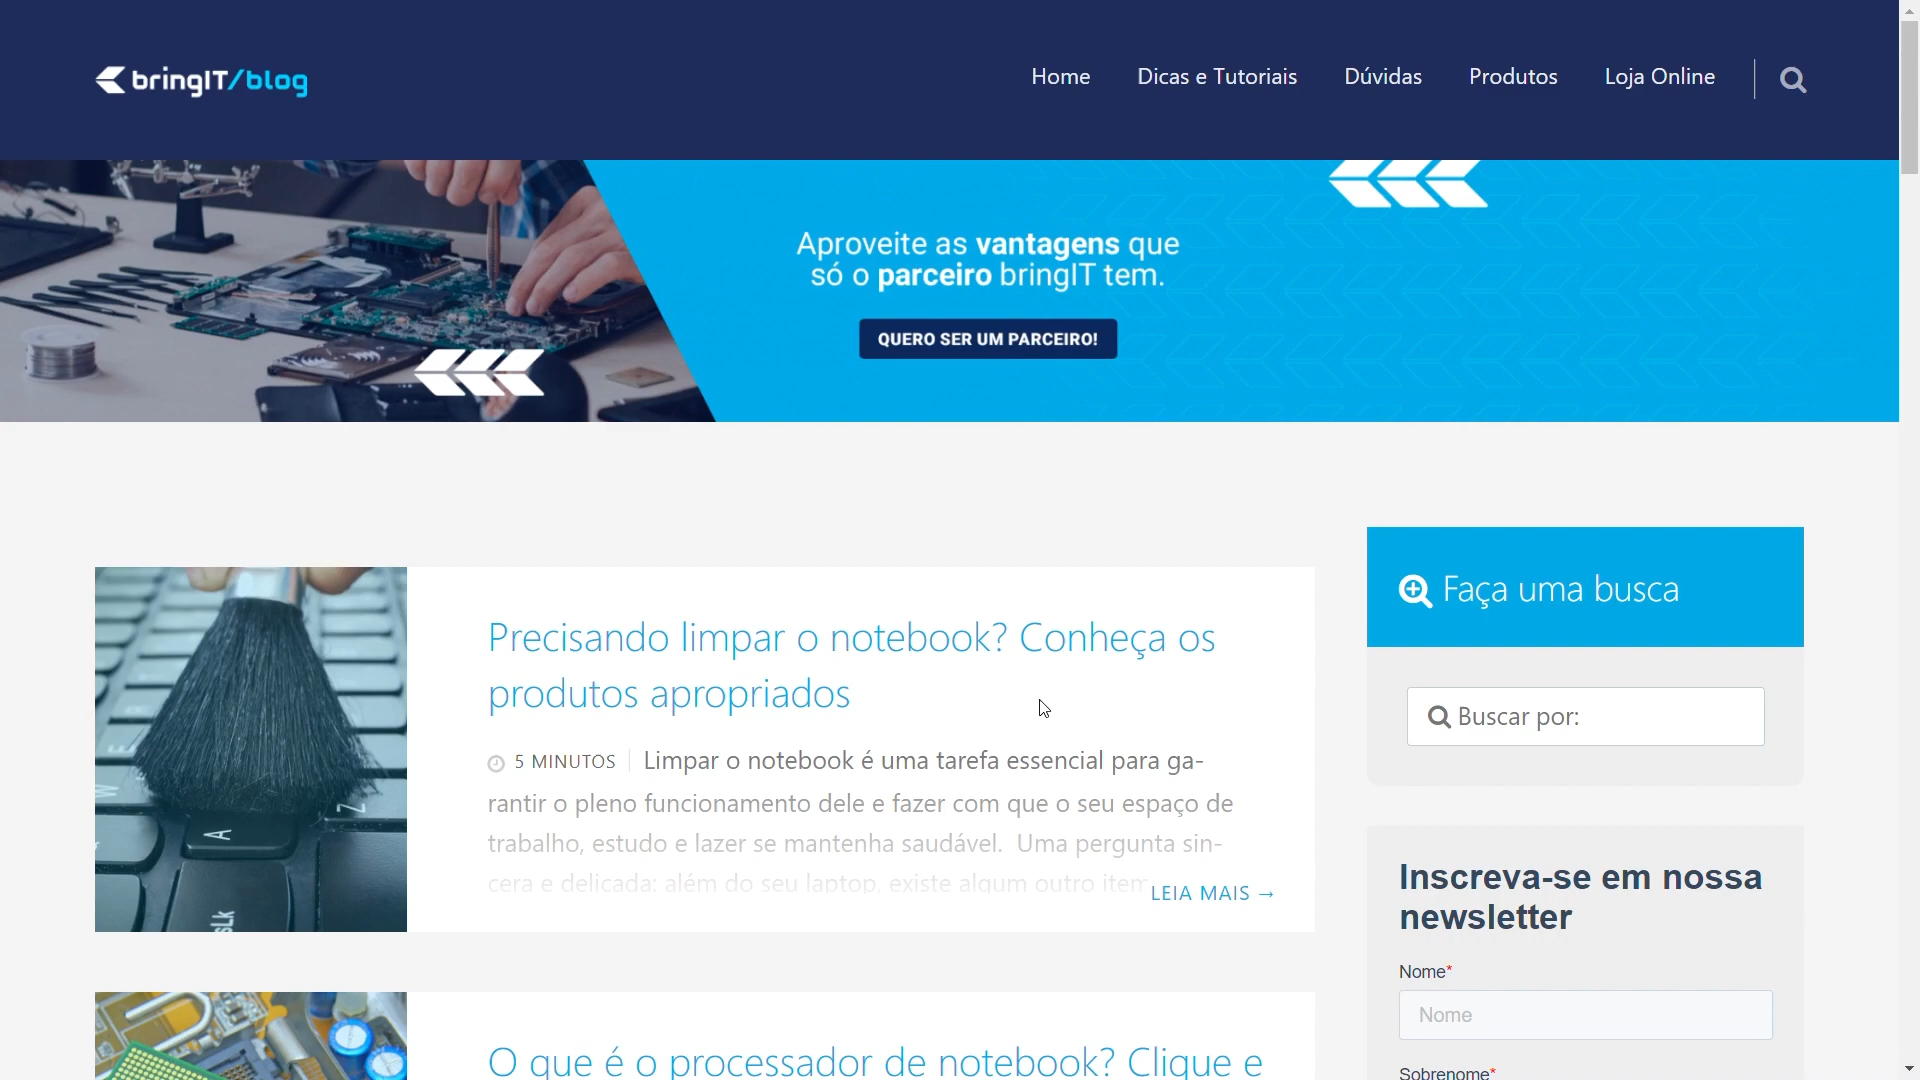 bringIT/blog
Home
Dicas e Tutoriais
Dúvidas
Produtos
Loja Online
Aproveite as vantagens que
só o parceiro bringIT tem.
QUERO SER UM PARCEIRO!
Precisando limpar o notebook? Conheça os
produtos apropriados
5 MINUTOS
Limpar o notebook é uma tarefa essencial para ga-
rantir o pleno funcionamento dele e fazer com que o seu espaço de
trabalho, estudo e lazer se mantenha saudável. Uma pergunta sin-
cera e delicada: além do seu laptop, existe algum outro item
LEIA MAIS →
O que é o processador de notebook? Clique e
Faça uma busca
Buscar por:
Inscreva-se em nossa
newsletter
Nome*
Nome
Sobrenome*